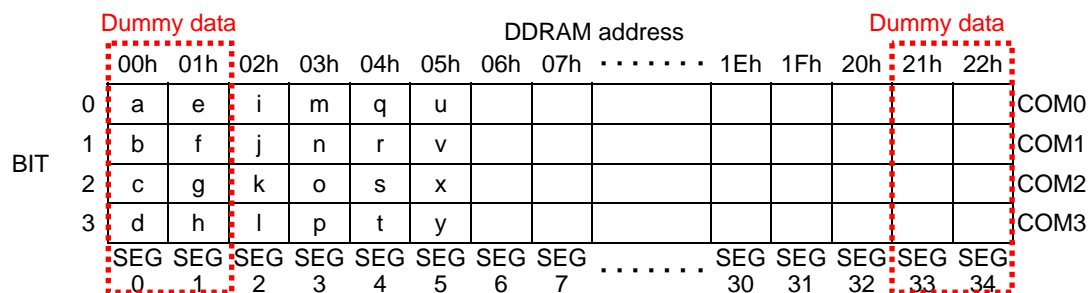 Dummy data Dummy data
DDRAM address
00h 01h 02h 03h 04h 05h 06h 07h ・・・・・・・ 1Eh 1Fh 20h 21h 22h
0 a e i m q u COM0
1 b f j n r v COM1
BIT
2 c g k o s x COM2
3 d h l p t y COM3
SEG SEG SEG SEG SEG SEG SEG SEG ・・・・・・・ SEG SEG SEG SEG SEG
0 1 2 3 4 5 6 7 30 31 32 33 34